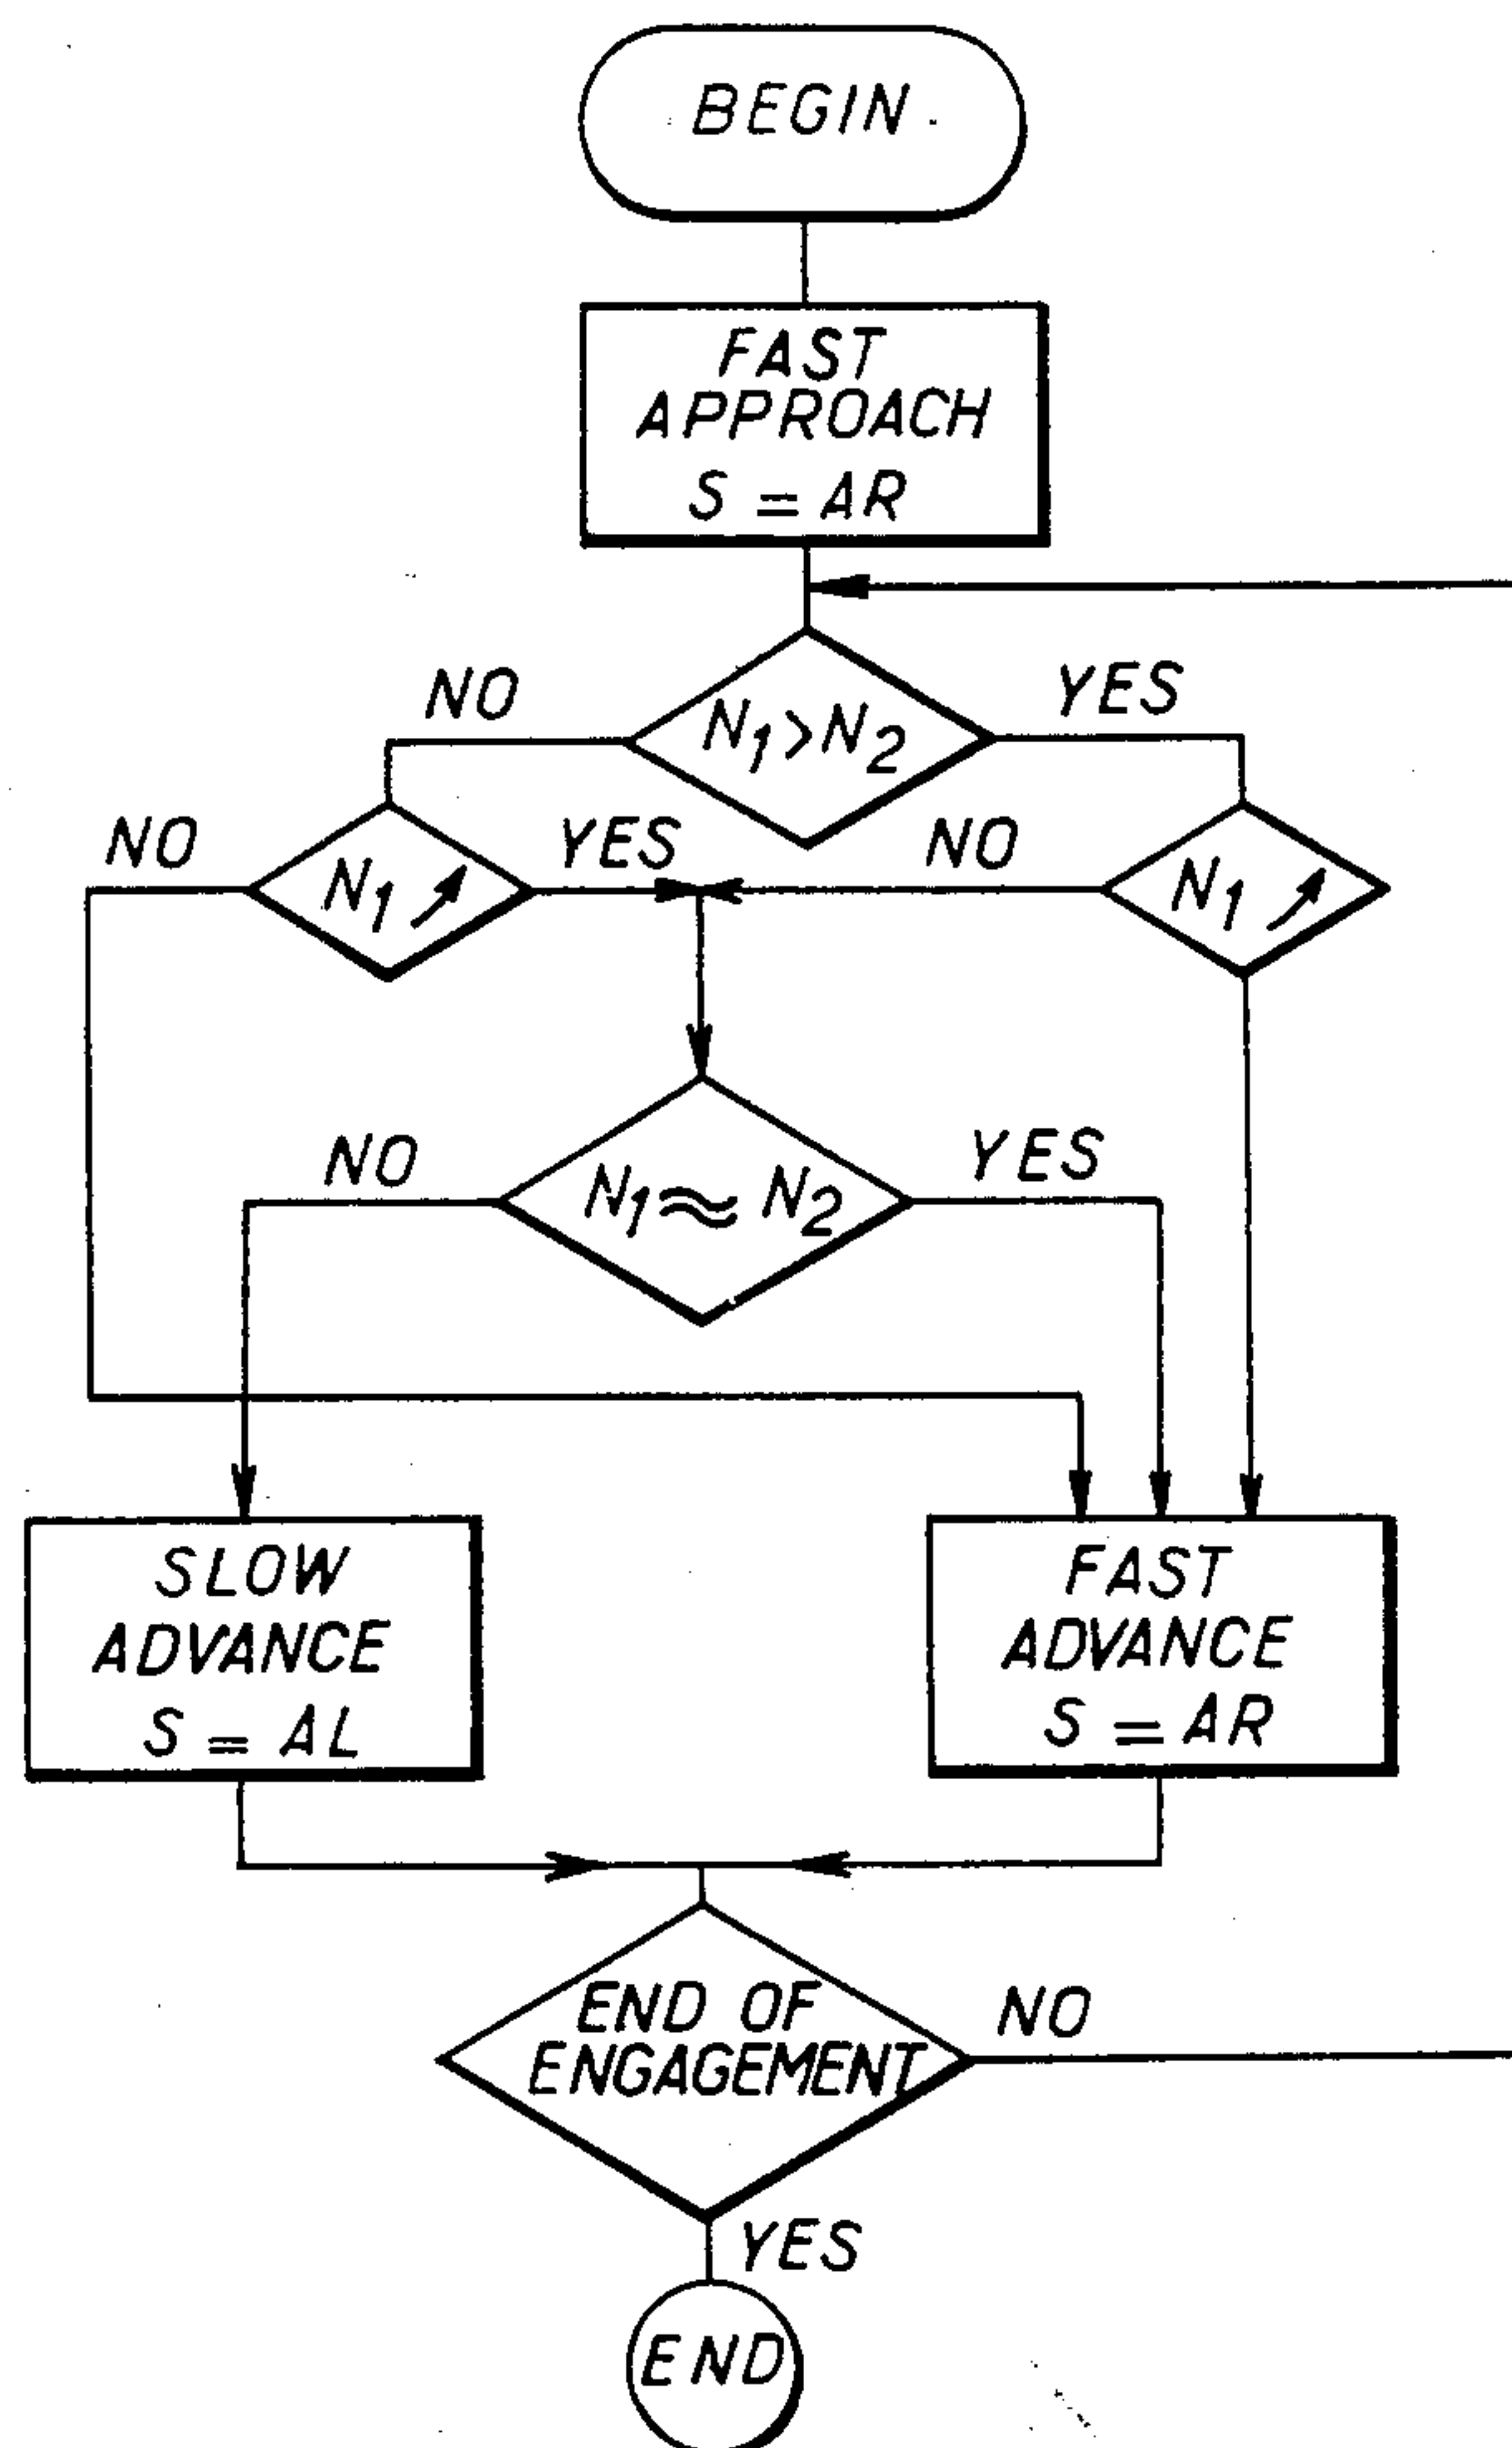 BEGIN
FAST
APPROACH
S = AR
NO
YES
N1>N2
NO
YES
NO
N1↗
N1↗
NO
YES
N1≈N2
SLOW
ADVANCE
S = AL
FAST
ADVANCE
S = AR
END OF
ENGAGEMENT
NO
YES
END